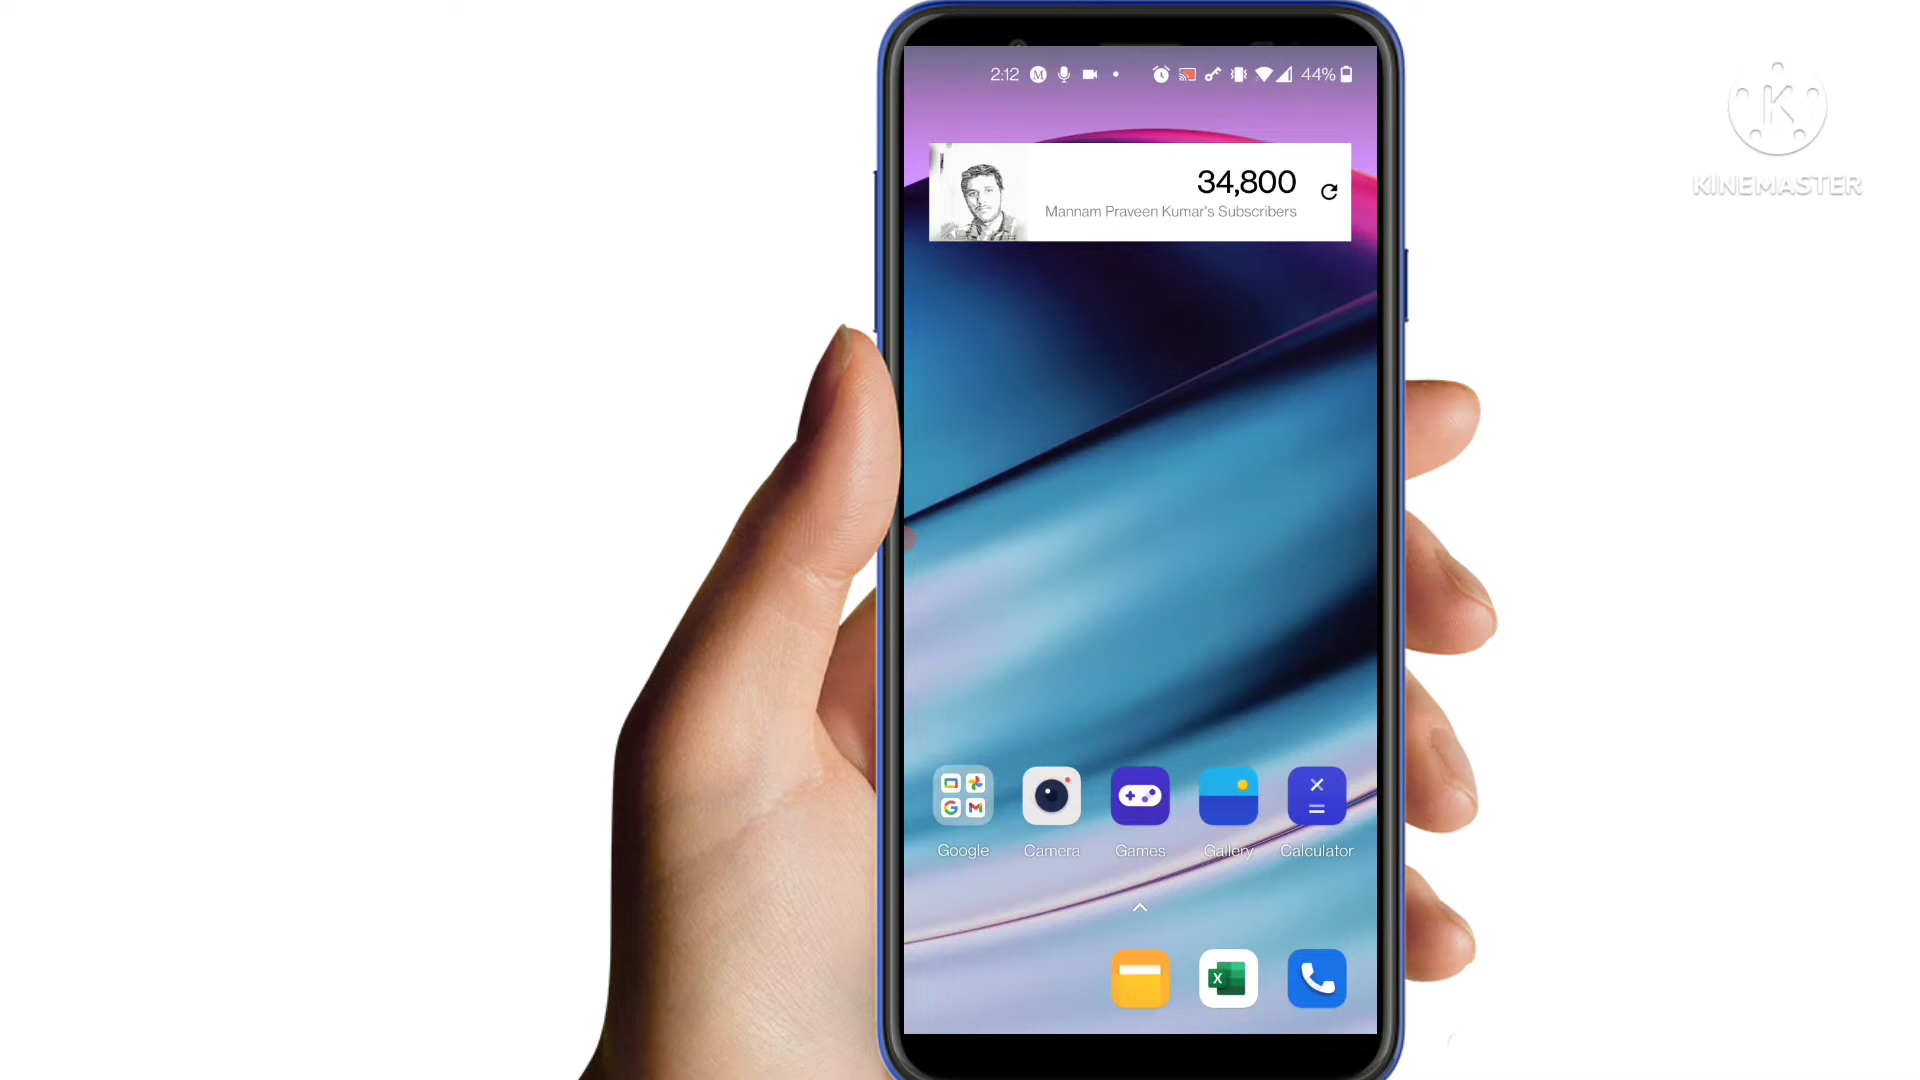 2:12 M 44%
KINEMASTER
34,800
Mannam Praveen Kumar's Subscribers
Google Camera Games Gallery Calculator
X